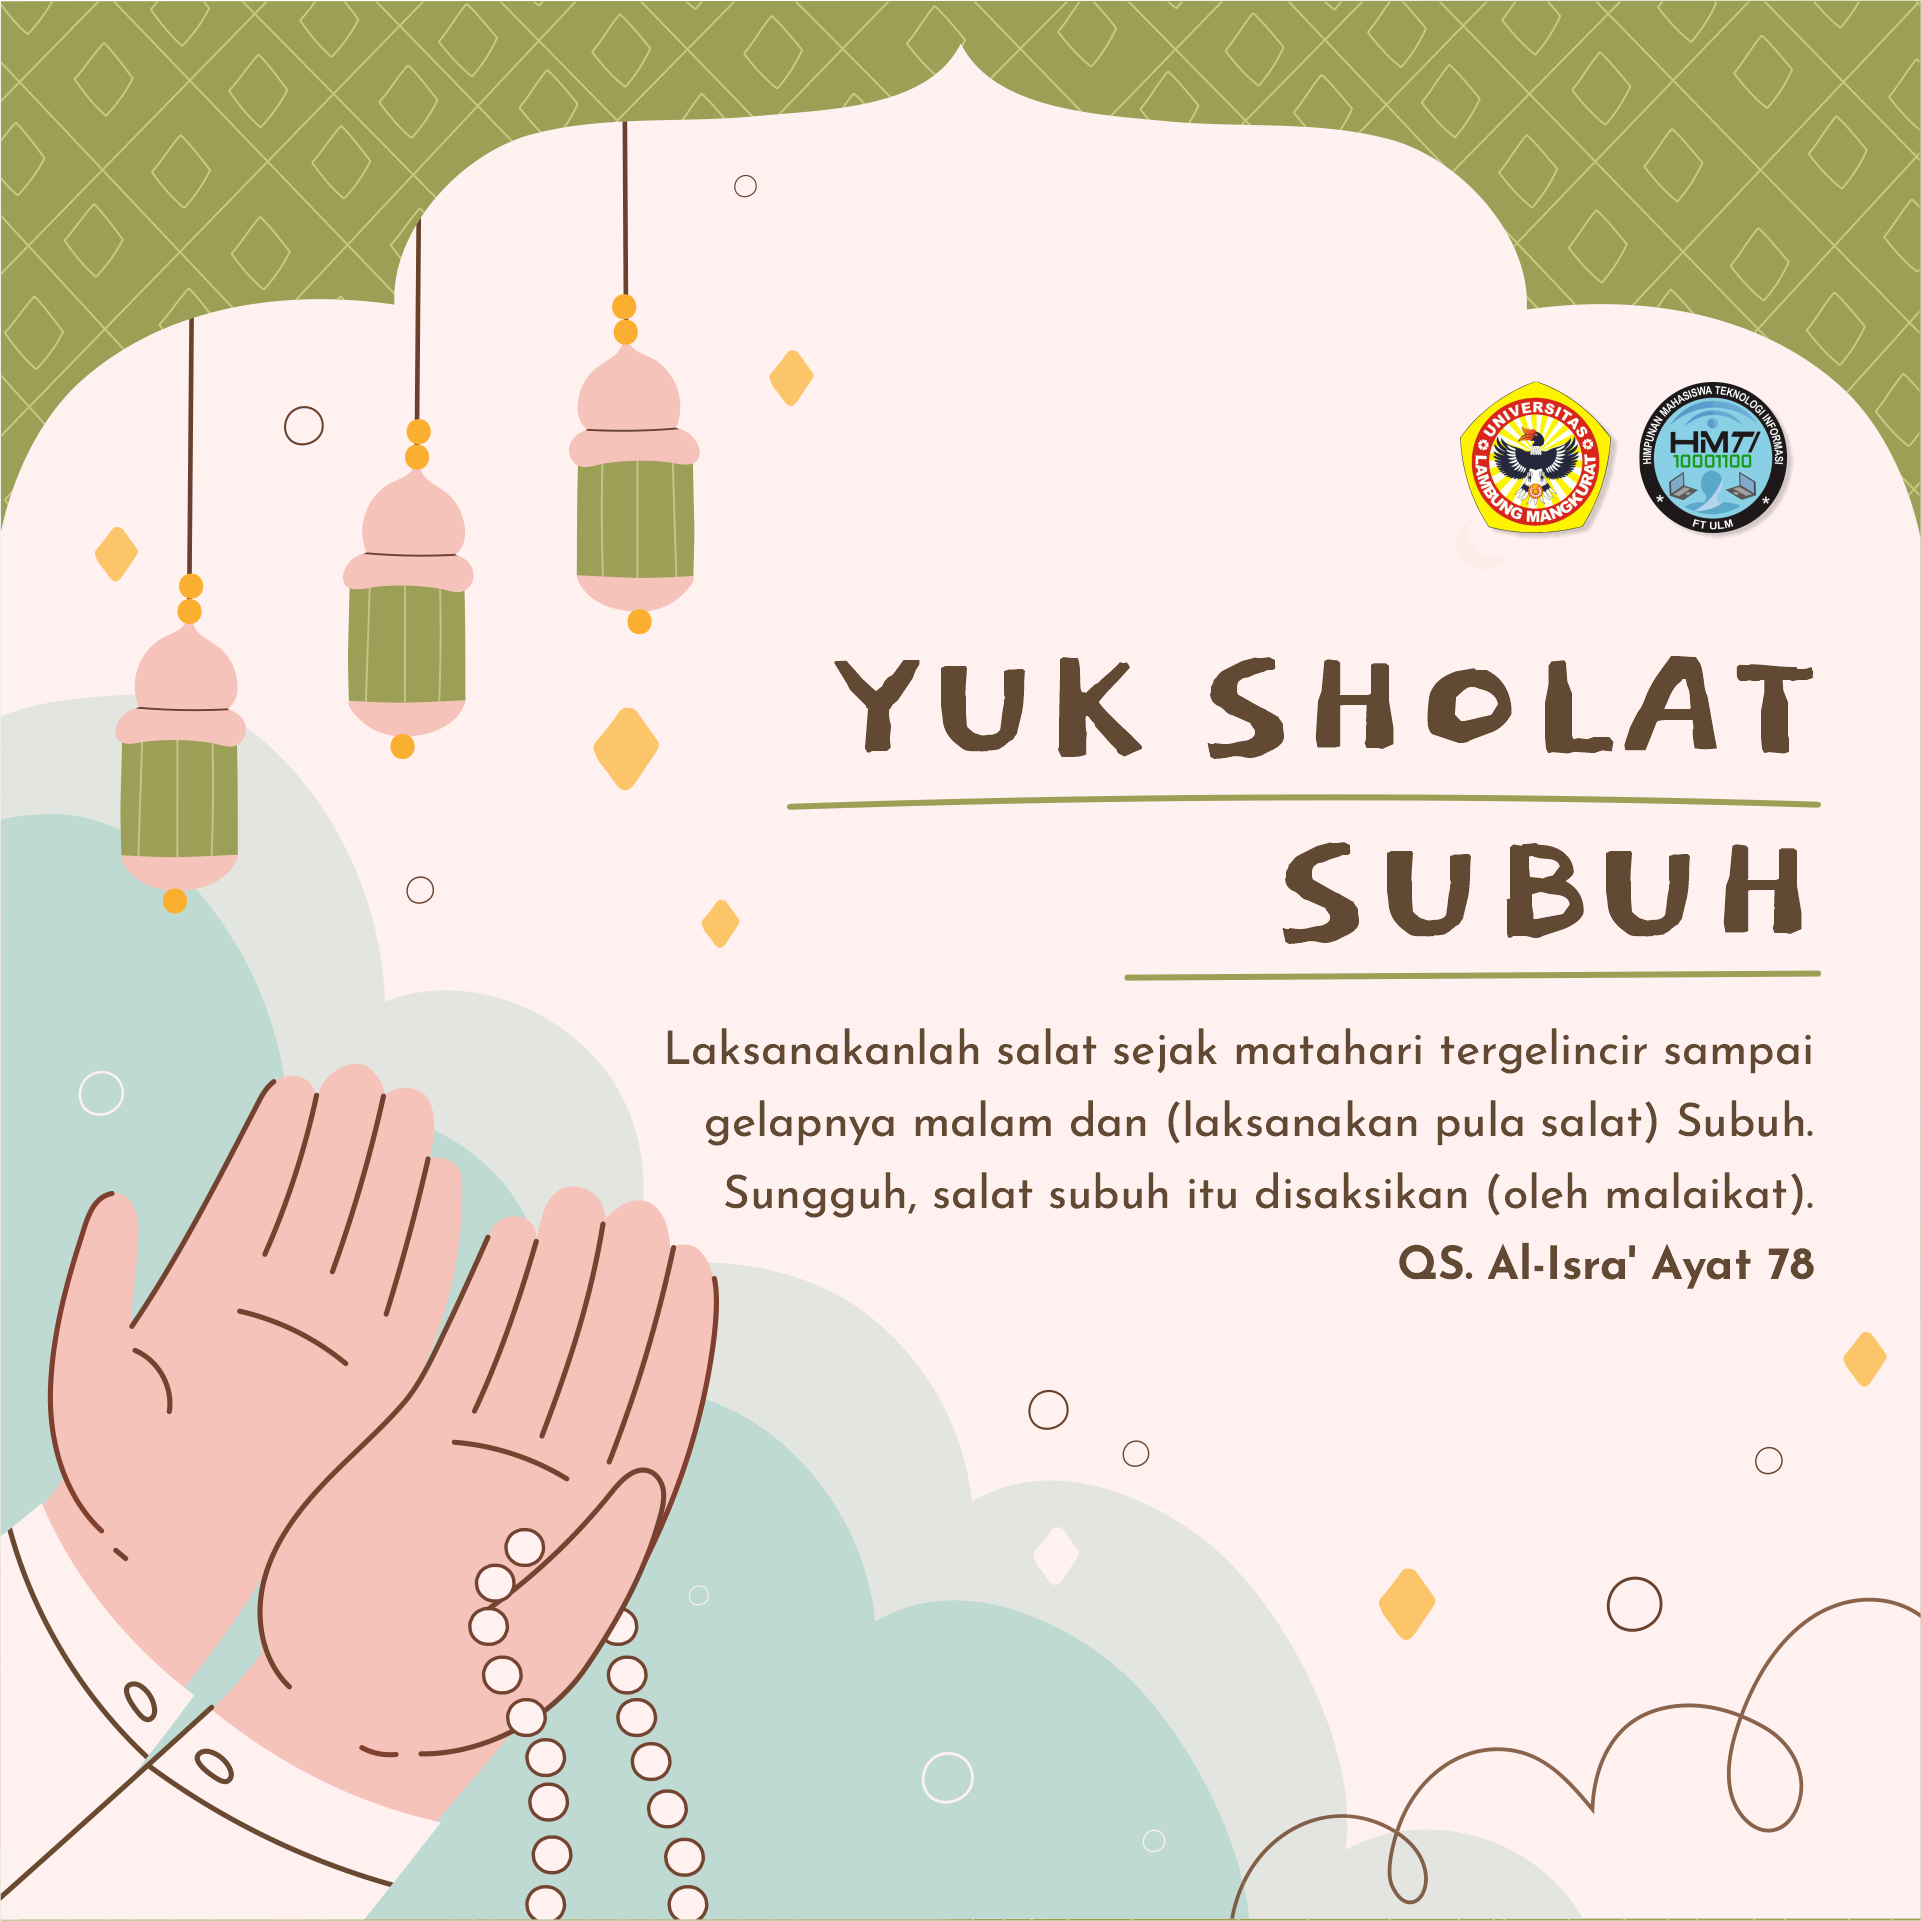 UNIVERSITAS
LAMBUNG MANGKURAT
HIMPUNAN MAHASISWA TEKNOLOGI INFORMASI
HMTI
10001100
* FT ULM *
YUK SHOLAT
SUBUH
Laksanakanlah salat sejak matahari tergelincir sampai
gelapnya malam dan (laksanakan pula salat) Subuh.
Sungguh, salat subuh itu disaksikan (oleh malaikat).
QS. Al-Isra' Ayat 78